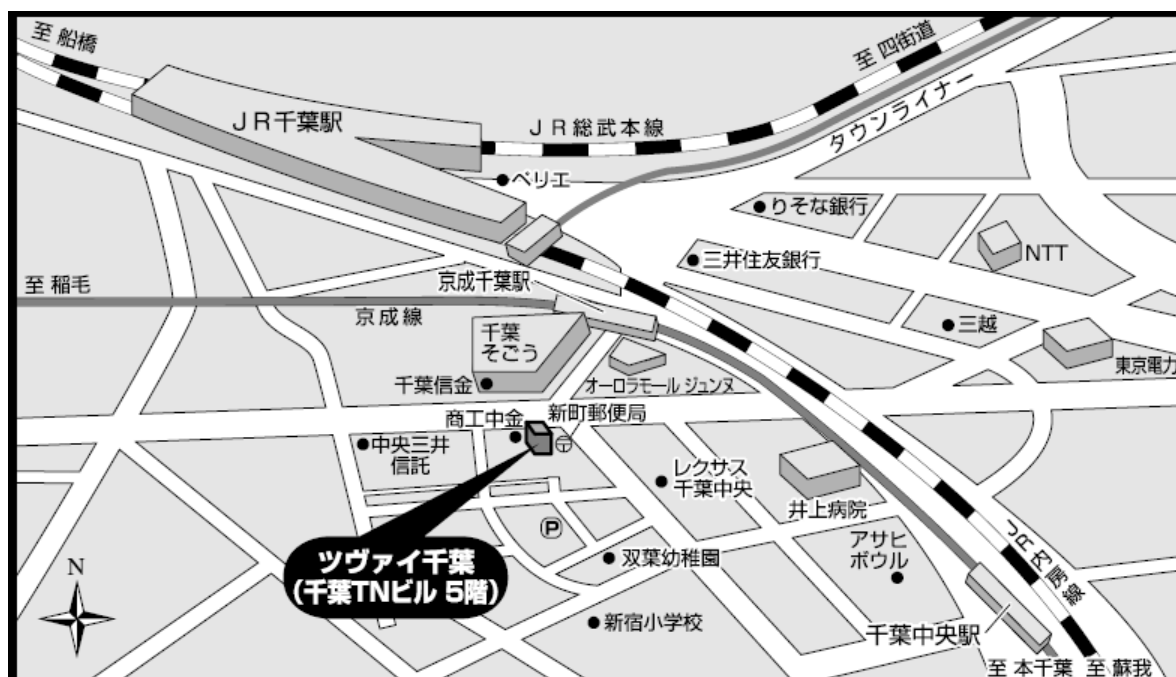 至 船橋
至 四街道
JR千葉駅
JR総武本線
タウンライナー
ペリエ
りそな銀行
三井住友銀行
NTT
京成千葉駅
至 稲毛
京成線
千葉
そごう
三越
東京電力
オーロラモール ジュンヌ
千葉信金
新町郵便局
商工中金
中央三井
信託
レクサス
千葉中央
井上病院
P
アサヒ
ボウル
双葉幼稚園
ツヴァイ千葉
(千葉TNビル 5階)
N
新宿小学校
JR内房線
千葉中央駅
至 本千葉
至 蘇我